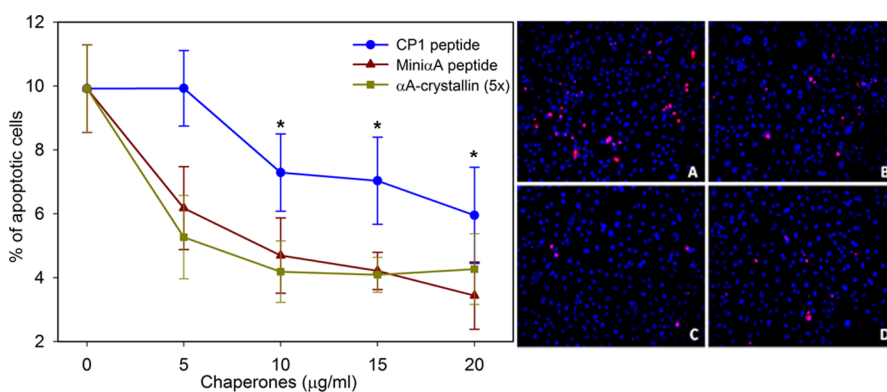 12
10
8
6
4
2
% of apoptotic cells
CP1 peptide
MiniαA peptide
αA-crystallin (5x)
*
*
*
0
5
10
15
20
Chaperones (μg/ml)
A
B
C
D